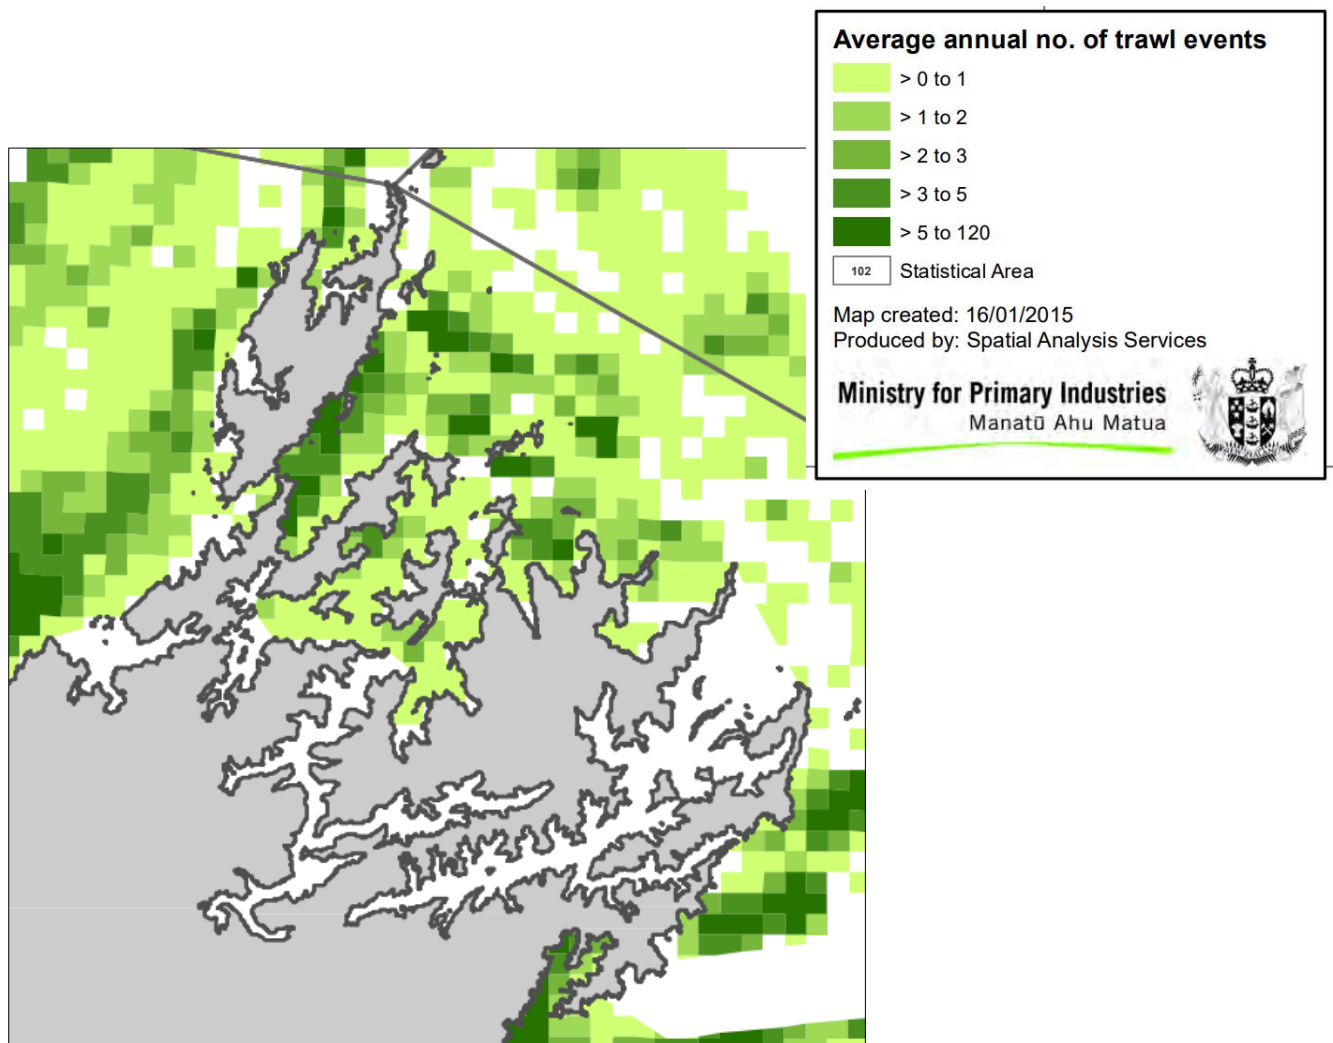 Average annual no. of trawl events
> 0 to 1
> 1 to 2
> 2 to 3
> 3 to 5
> 5 to 120
102 Statistical Area
Map created: 16/01/2015
Produced by: Spatial Analysis Services
Ministry for Primary Industries
Manatū Ahu Matua